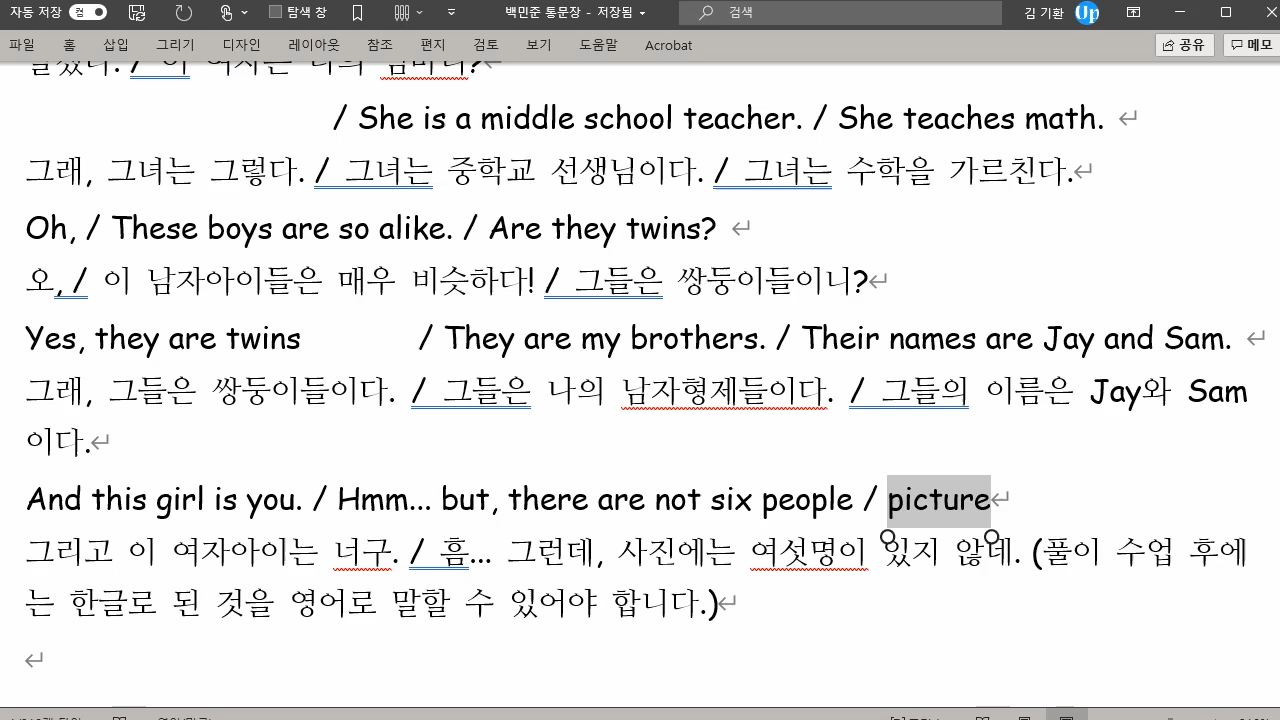 자동 저장 컴 탐색 창 백민준 통문장 - 저장됨 검색 김 기환 Up
파일 홈 삽입 그리기 디자인 레이아웃 참조 편지 검토 보기 도움말 Acrobat 공유 메모
/ 이 여자는 너의
/ She is a middle school teacher. / She teaches math.
그래, 그녀는 그렇다. / 그녀는 중학교 선생님이다. / 그녀는 수학을 가르친다.
Oh, / These boys are so alike. / Are they twins?
오, / 이 남자아이들은 매우 비슷하다! / 그들은 쌍둥이들이니?
Yes, they are twins / They are my brothers. / Their names are Jay and Sam.
그래, 그들은 쌍둥이들이다. / 그들은 나의 남자형제들이다. / 그들의 이름은 Jay와 Sam
이다.
And this girl is you. / Hmm... but, there are not six people / picture
그리고 이 여자아이는 너구. / 흠... 그런데, 사진에는 여섯명이 있지 않네. (풀이 수업 후에
는 한글로 된 것을 영어로 말할 수 있어야 합니다.)